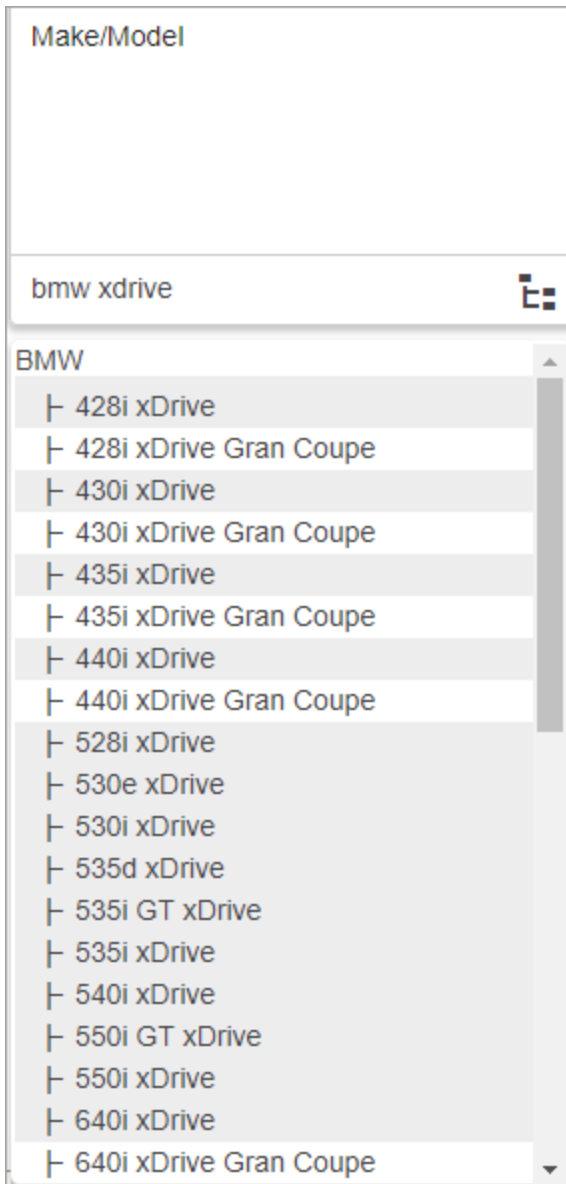 Make/Model
bmw xdrive
BMW
├ 428i xDrive
├ 428i xDrive Gran Coupe
├ 430i xDrive
├ 430i xDrive Gran Coupe
├ 435i xDrive
├ 435i xDrive Gran Coupe
├ 440i xDrive
├ 440i xDrive Gran Coupe
├ 528i xDrive
├ 530e xDrive
├ 530i xDrive
├ 535d xDrive
├ 535i GT xDrive
├ 535i xDrive
├ 540i xDrive
├ 550i GT xDrive
├ 550i xDrive
├ 640i xDrive
├ 640i xDrive Gran Coupe